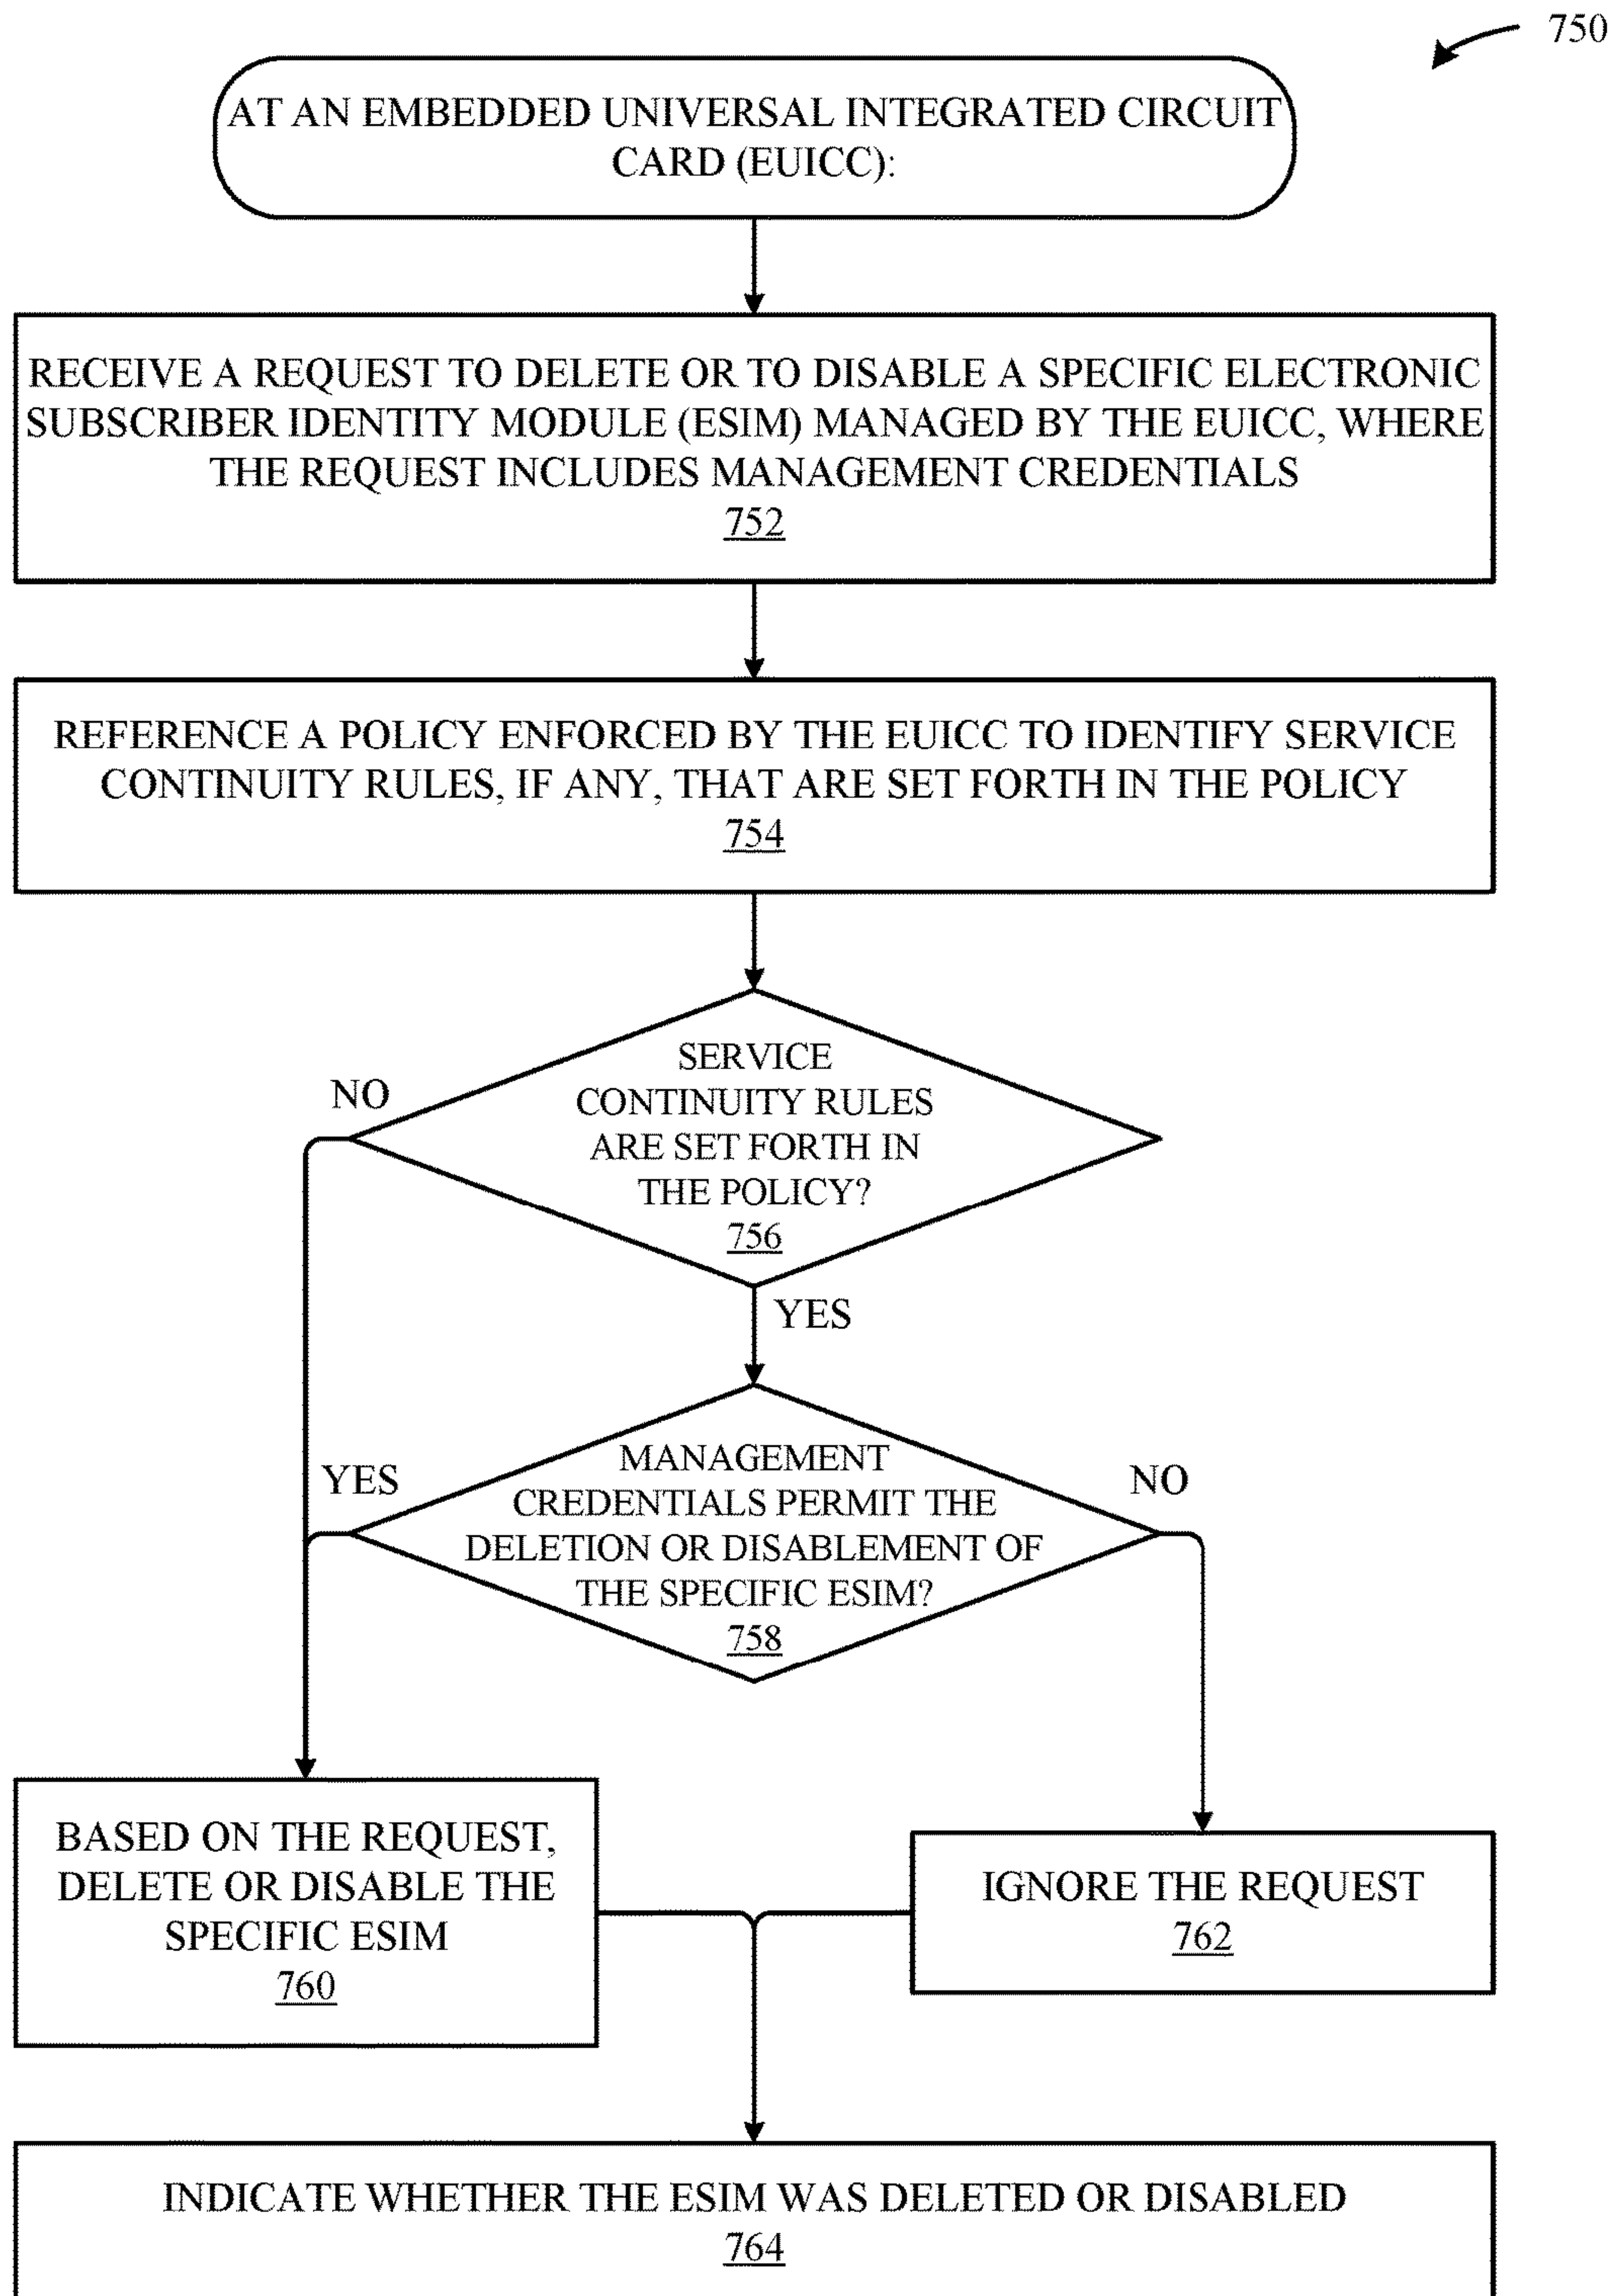 750
AT AN EMBEDDED UNIVERSAL INTEGRATED CIRCUIT
CARD (EUICC):
RECEIVE A REQUEST TO DELETE OR TO DISABLE A SPECIFIC ELECTRONIC
SUBSCRIBER IDENTITY MODULE (ESIM) MANAGED BY THE EUICC, WHERE
THE REQUEST INCLUDES MANAGEMENT CREDENTIALS
752
REFERENCE A POLICY ENFORCED BY THE EUICC TO IDENTIFY SERVICE
CONTINUITY RULES, IF ANY, THAT ARE SET FORTH IN THE POLICY
754
SERVICE
CONTINUITY RULES
ARE SET FORTH IN
THE POLICY?
756
NO
YES
MANAGEMENT
CREDENTIALS PERMIT THE
DELETION OR DISABLEMENT OF
THE SPECIFIC ESIM?
758
YES
NO
BASED ON THE REQUEST,
DELETE OR DISABLE THE
SPECIFIC ESIM
760
IGNORE THE REQUEST
762
INDICATE WHETHER THE ESIM WAS DELETED OR DISABLED
764